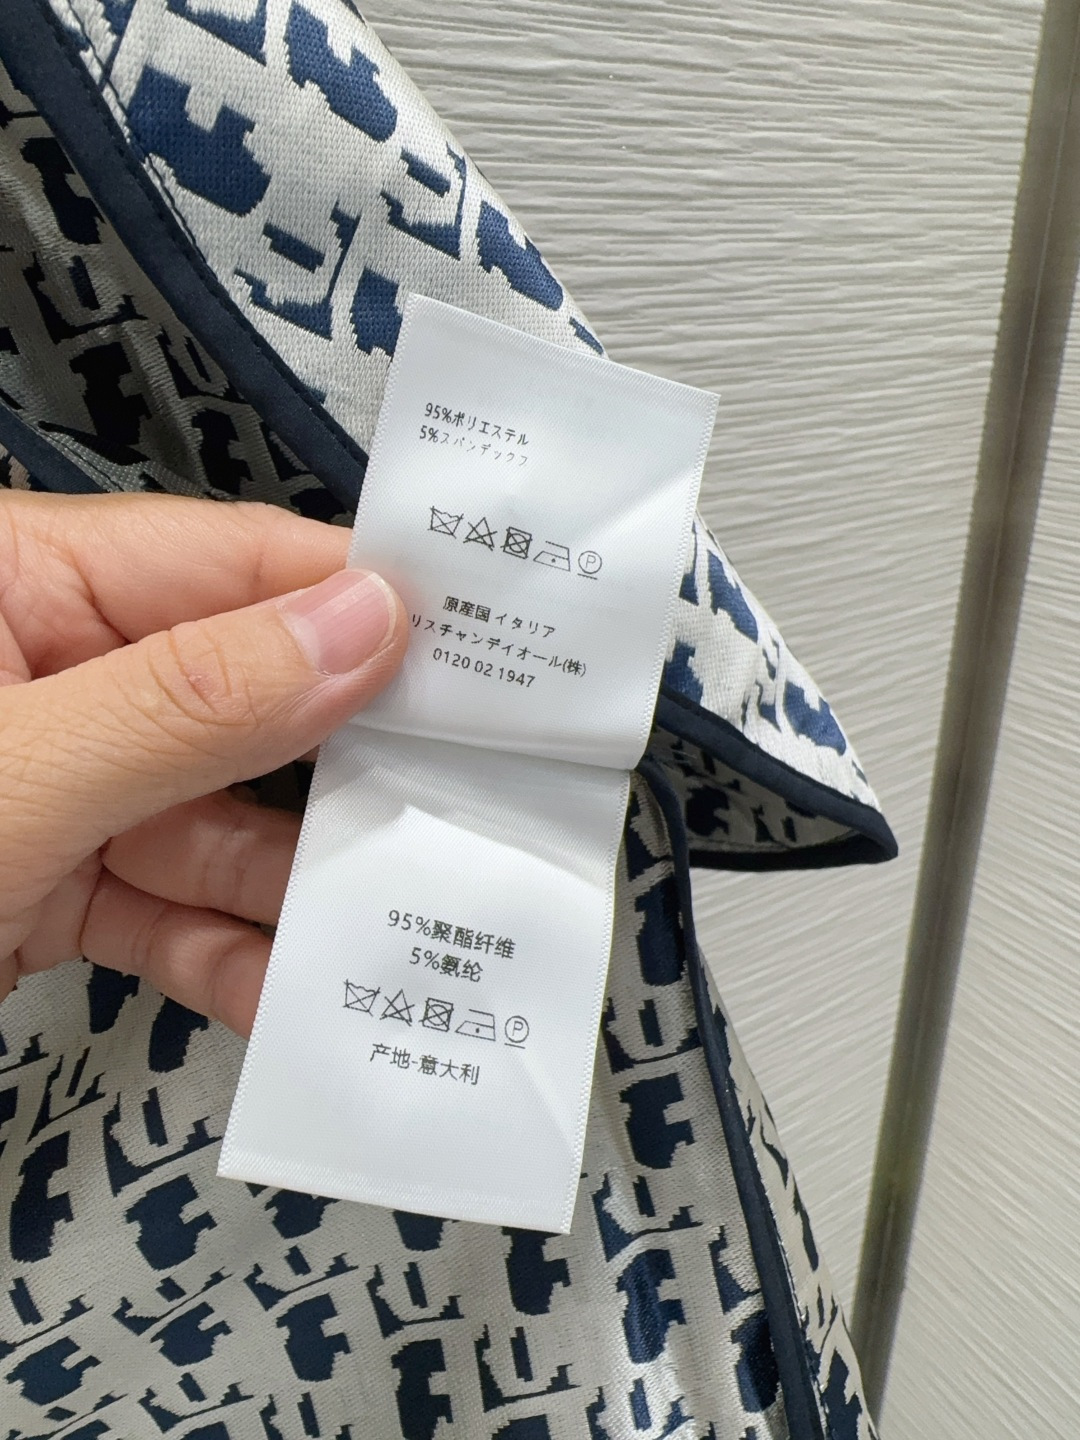 95%ポリエステル
5%スパンデックフ
原産国イタリア
リスチャンディオール(株)
0120 02 1947
95%聚酯纤维
5%氨纶
P
产地-意大利